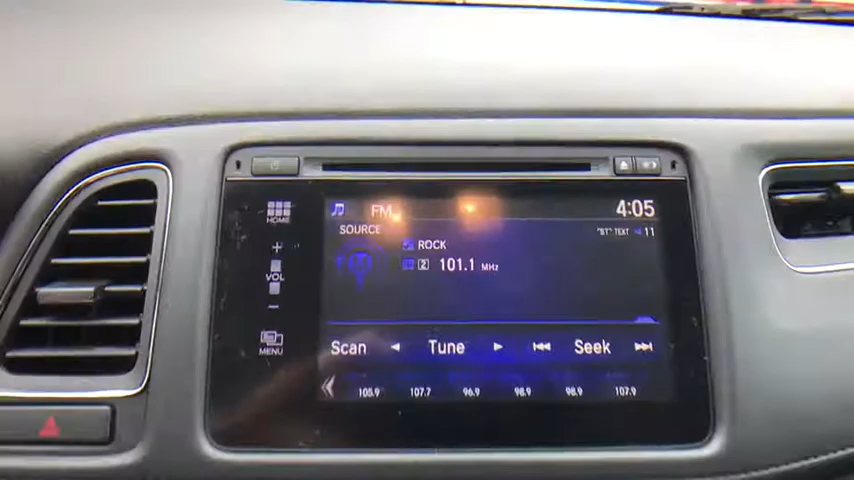 HOME
FM
4:05
SOURCE
"BT" TEXT 11
ROCK
2 101.1 MHz
+
VOL
−
MENU
Scan Tune Seek
105.9 107.7 96.9 98.9 98.9 107.9